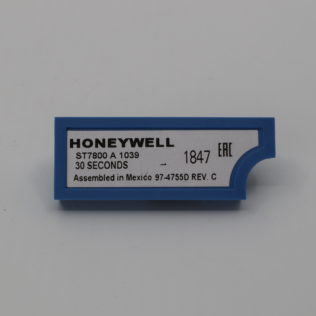 HONEYWELL
ST7800 A 1039
30 SECONDS → 1847 EAC
Assembled in Mexico 97-4755D REV. C